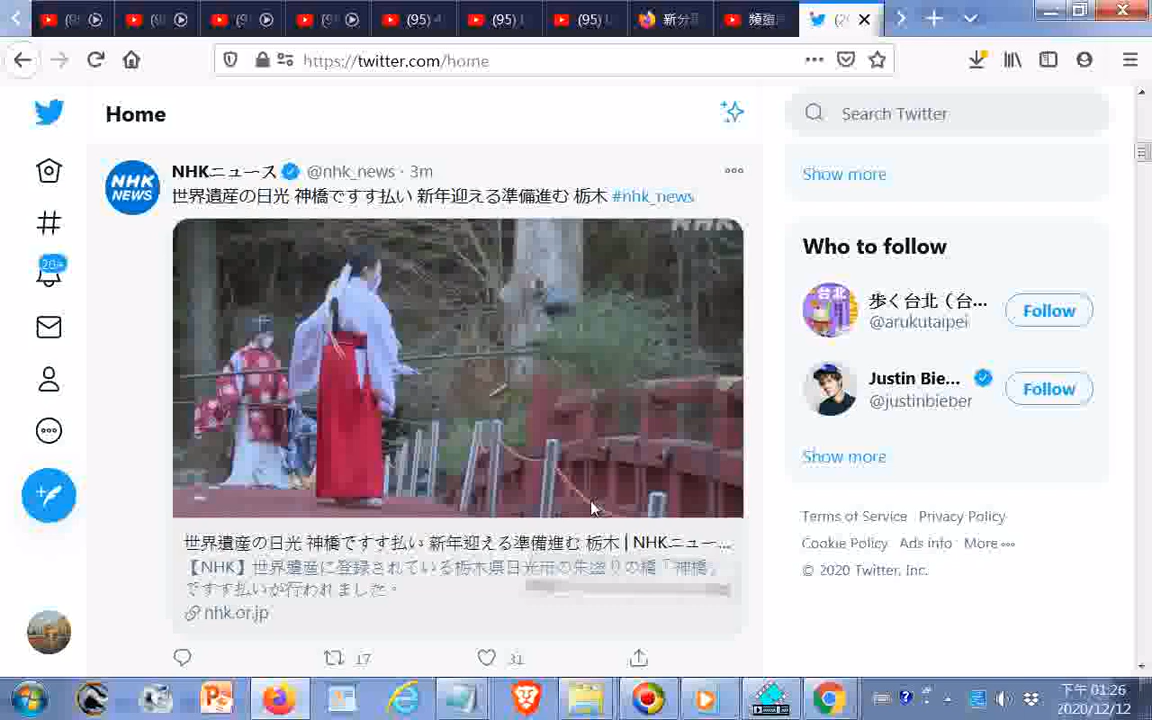 (95)
(95)
(95)
新分
頻道
https://twitter.com/home
Home
Search Twitter
NHKニュース @nhk_news · 3m
世界遺産の日光 神橋ですす払い 新年迎える準備進む 栃木 #nhk_news
NHK NEWS
NHK
世界遺産の日光 神橋ですす払い 新年迎える準備進む 栃木 | NHKニュー...
【NHK】世界遺産に登録されている栃木県日光市の朱塗りの橋「神橋」
ですす払いが行われました。
nhk.or.jp
17
31
20+
Show more
Who to follow
台北
歩く台北（台...
@arukutaipei
Follow
Justin Bie...
@justinbieber
Follow
Show more
Terms of Service Privacy Policy
Cookie Policy Ads info More
© 2020 Twitter, Inc.
下午 01:26
2020/12/12